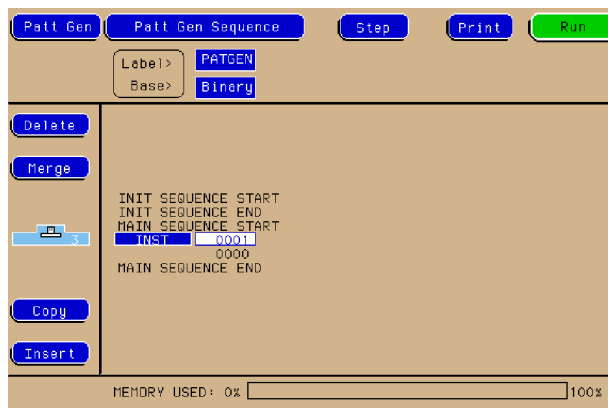 Patt Gen Patt Gen Sequence Step Print Run
Label> PATGEN
Base> Binary
Delete
Merge
INIT SEQUENCE START
INIT SEQUENCE END
MAIN SEQUENCE START
3 INST 0001
0000
MAIN SEQUENCE END
Copy
Insert
MEMORY USED: 0% 100%